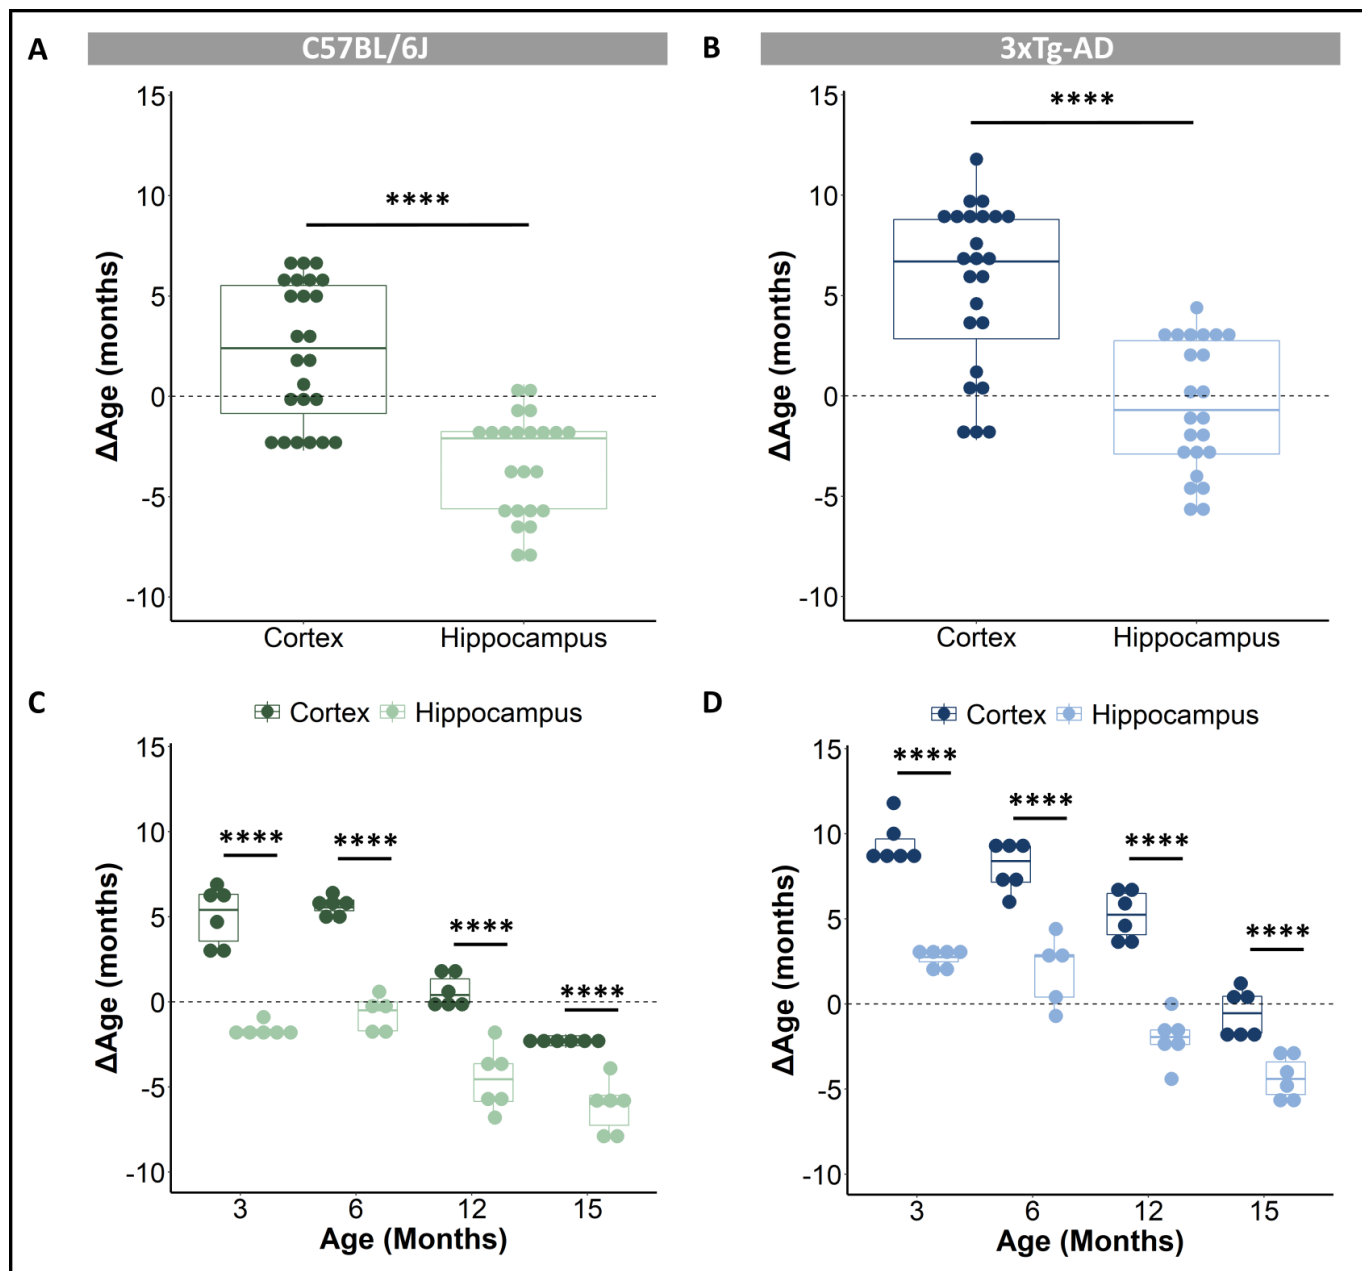 A
C57BL/6J
B
3xTg-AD
15
10
5
0
-5
-10
ΔAge (months)
****
Cortex
Hippocampus
15
10
5
0
-5
-10
ΔAge (months)
****
Cortex
Hippocampus
C
Cortex Hippocampus
15
10
5
0
-5
-10
ΔAge (months)
****
****
****
****
3 6 12 15
Age (Months)
D
Cortex Hippocampus
15
10
5
0
-5
-10
ΔAge (months)
****
****
****
****
3 6 12 15
Age (Months)